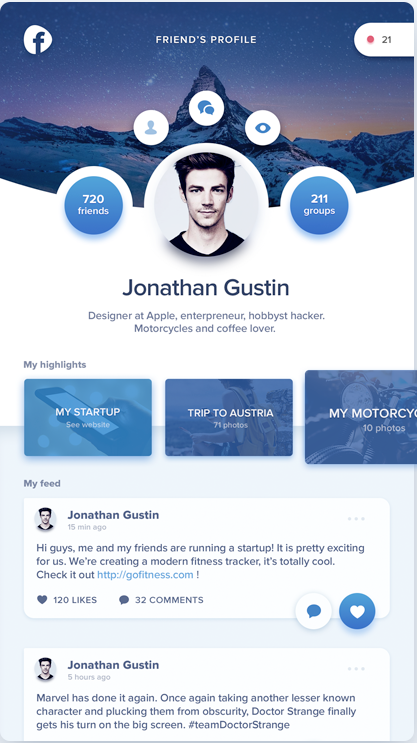 FRIEND'S PROFILE
21
720
friends
211
groups
Jonathan Gustin
Designer at Apple, enterpreneur, hobbyst hacker.
Motorcycles and coffee lover.
My highlights
MY STARTUP
See website
TRIP TO AUSTRIA
71 photos
MY MOTORCYC
10 photos
My feed
Jonathan Gustin
15 min ago
Hi guys, me and my friends are running a startup! It is pretty exciting
for us. We're creating a modern fitness tracker, it's totally cool.
Check it out http://gofitness.com !
120 LIKES
32 COMMENTS
Jonathan Gustin
5 hours ago
Marvel has done it again. Once again taking another lesser known
character and plucking them from obscurity, Doctor Strange finally
gets his turn on the big screen. #teamDoctorStrange